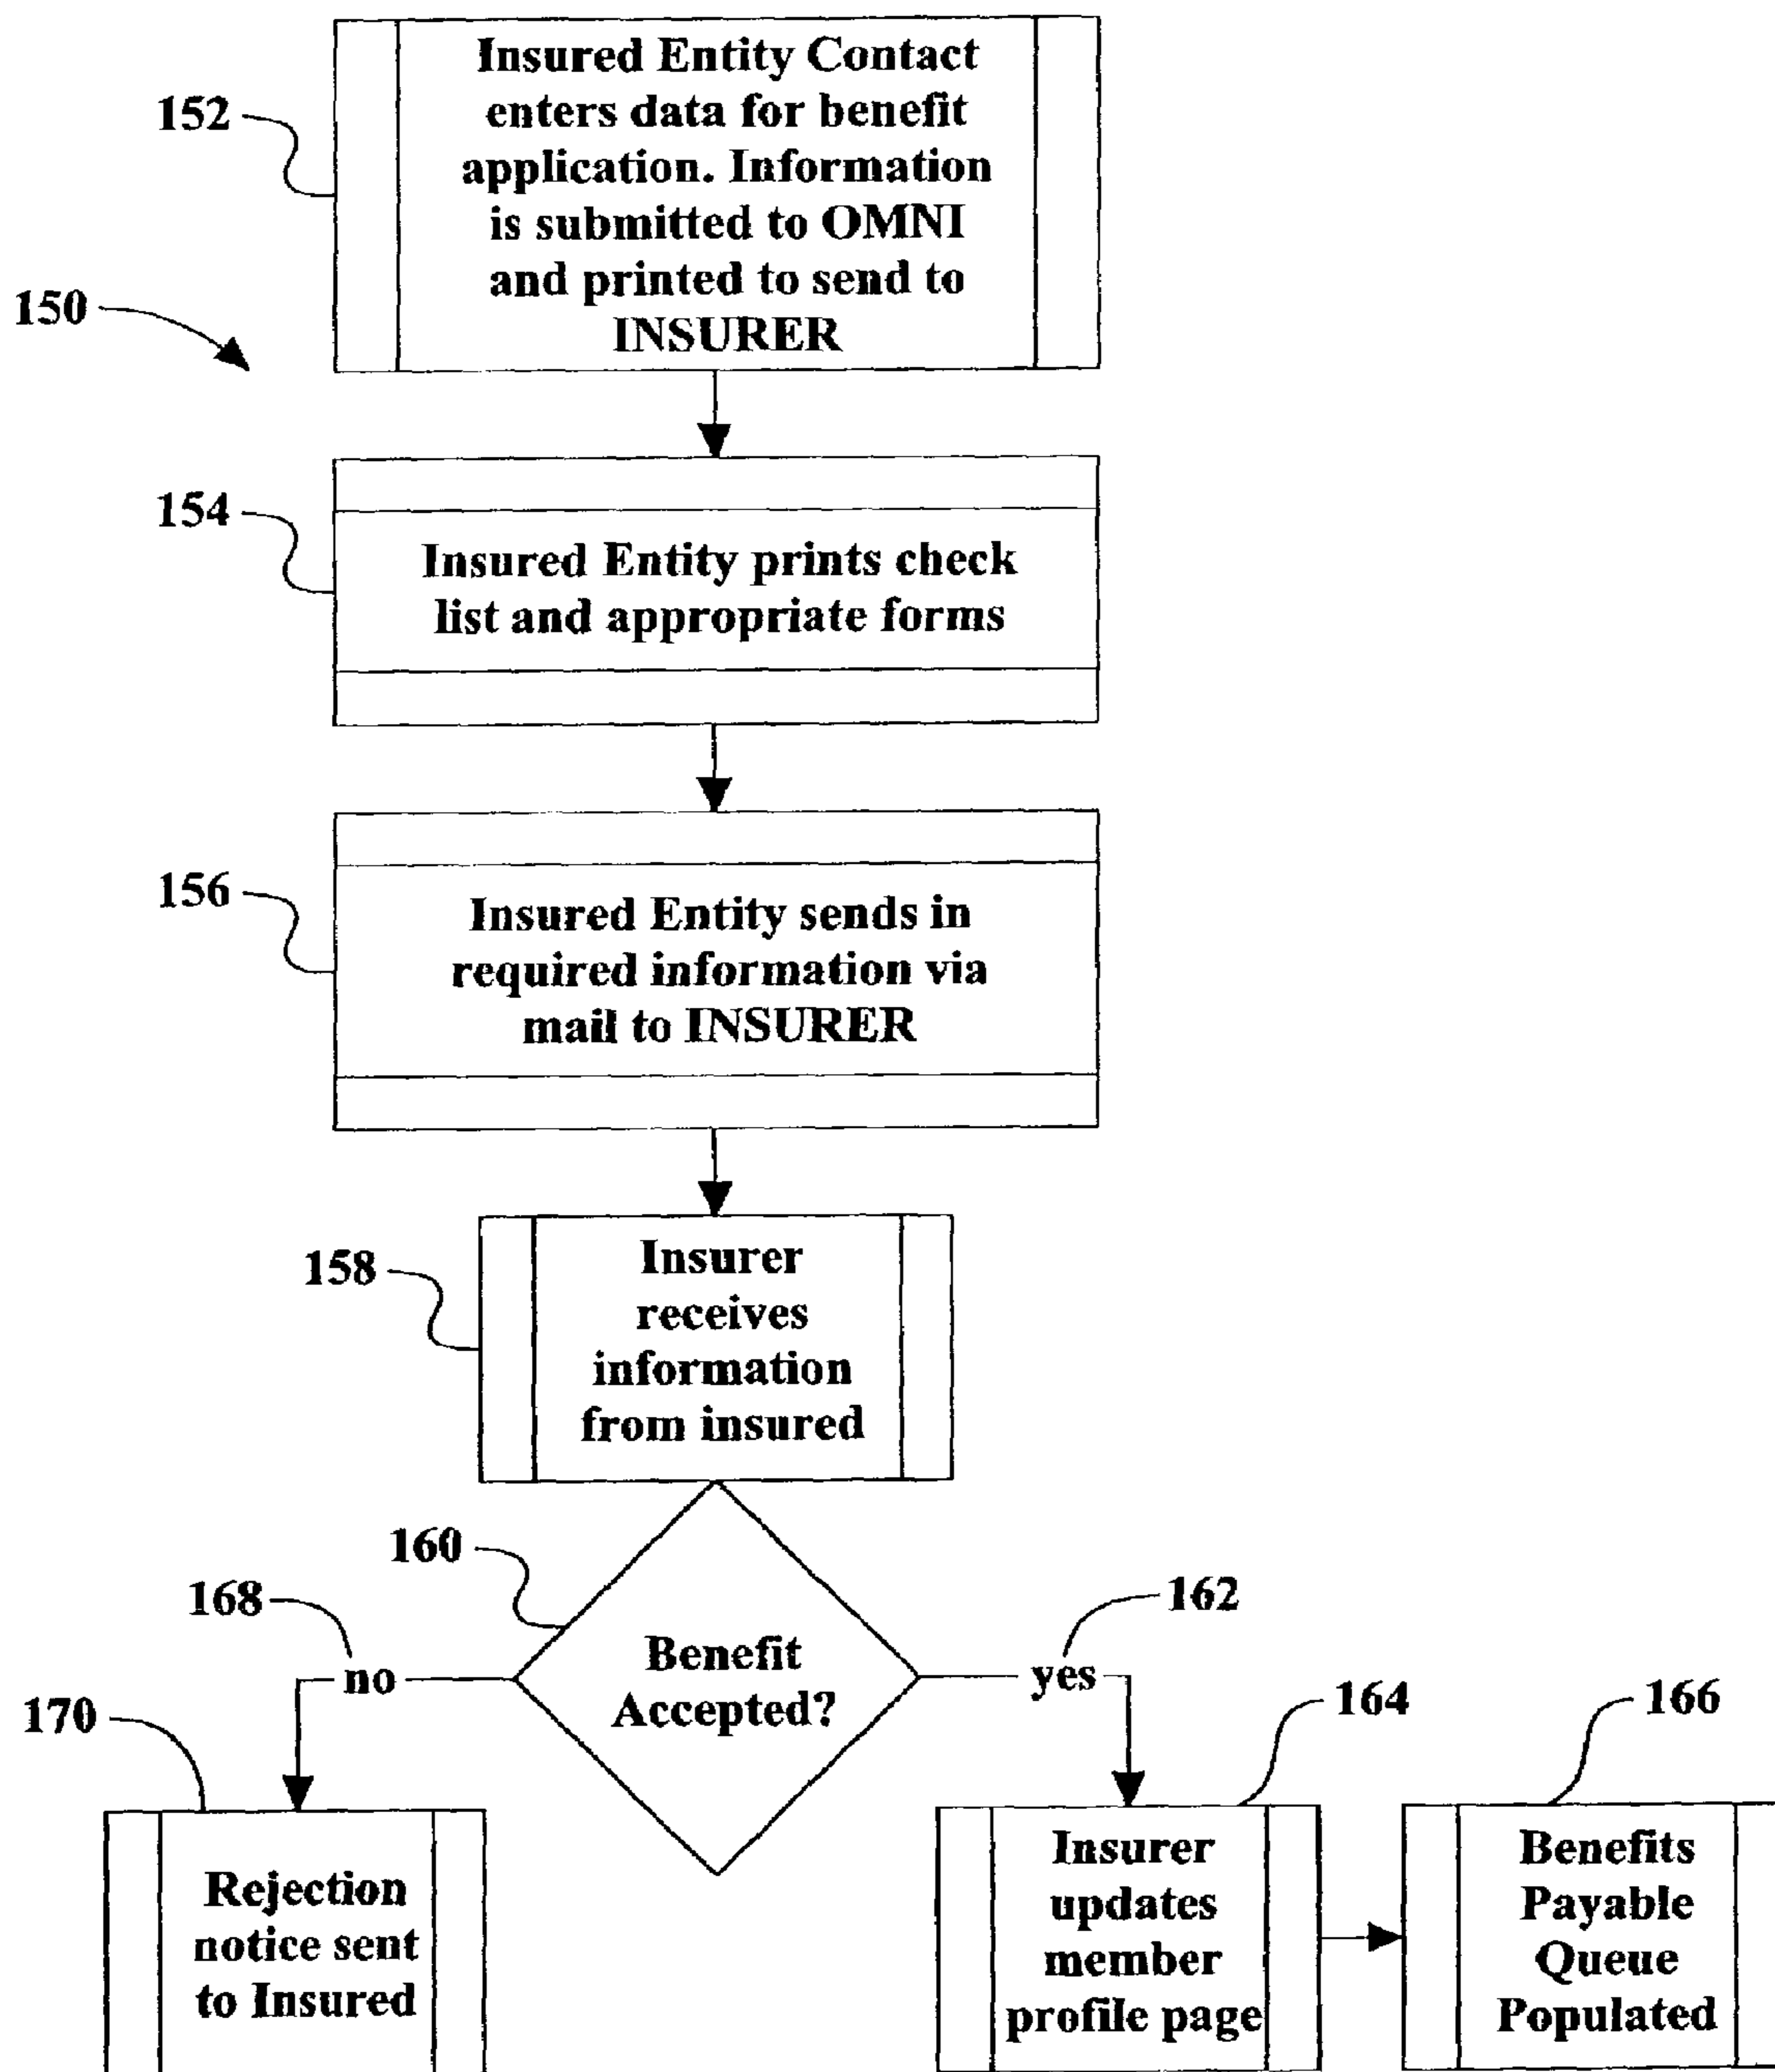 152
Insured Entity Contact
enters data for benefit
application. Information
is submitted to OMNI
and printed to send to
INSURER
150
154
Insured Entity prints check
list and appropriate forms
156
Insured Entity sends in
required information via
mail to INSURER
158
Insurer
receives
information
from insured
160
168
162
Benefit
Accepted?
no
yes
170
164
166
Rejection
notice sent
to Insured
Insurer
updates
member
profile page
Benefits
Payable
Queue
Populated